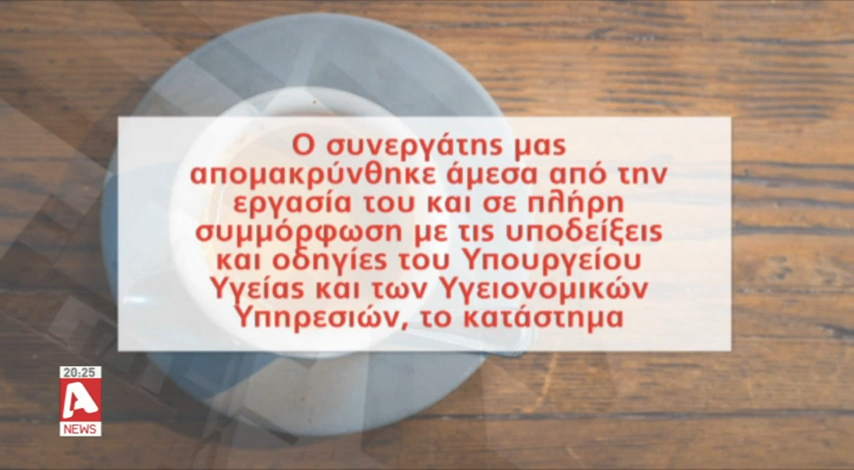 Ο συνεργάτης μας
απομακρύνθηκε άμεσα από την
εργασία του και σε πλήρη
συμμόρφωση με τις υποδείξεις
και οδηγίες του Υπουργείου
Υγείας και των Υγειονομικών
Υπηρεσιών, το κατάστημα
20:25
A
NEWS